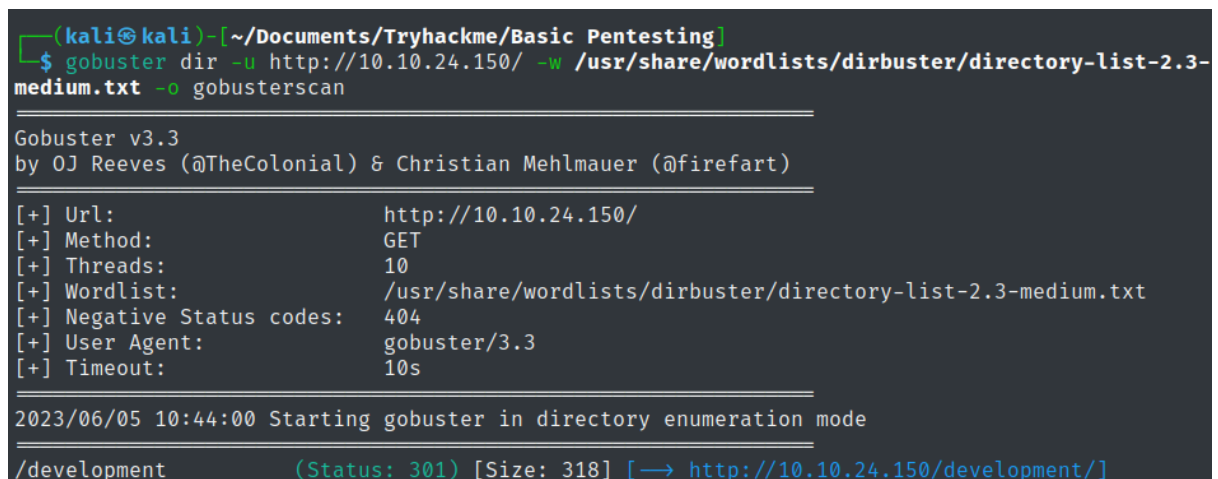 ┌──(kali㉿kali)-[~/Documents/Tryhackme/Basic Pentesting]
└─$ gobuster dir -u http://10.10.24.150/ -w /usr/share/wordlists/dirbuster/directory-list-2.3-
medium.txt -o gobusterscan
===============================================================
Gobuster v3.3
by OJ Reeves (@TheColonial) & Christian Mehlmauer (@firefart)
===============================================================
[+] Url:                     http://10.10.24.150/
[+] Method:                  GET
[+] Threads:                 10
[+] Wordlist:                /usr/share/wordlists/dirbuster/directory-list-2.3-medium.txt
[+] Negative Status codes:   404
[+] User Agent:              gobuster/3.3
[+] Timeout:                 10s
===============================================================
2023/06/05 10:44:00 Starting gobuster in directory enumeration mode
===============================================================
/development          (Status: 301) [Size: 318] [--> http://10.10.24.150/development/]